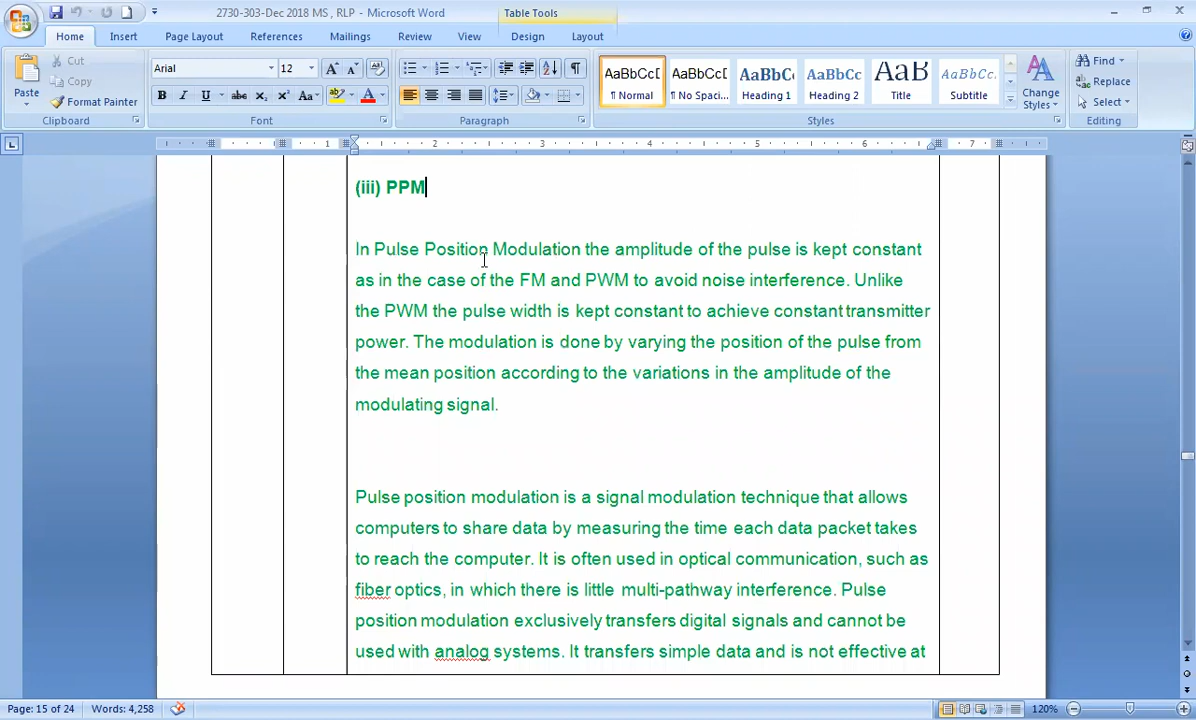 2730-303-Dec 2018 MS , RLP - Microsoft Word
Table Tools
Home Insert Page Layout References Mailings Review View Design Layout
Paste
Cut
Copy
Format Painter
Clipboard
Arial 12
Font
Paragraph
AaBbCcI AaBbCcI AaBbCc AaBbCc AaB AaBbCc.
¶ Normal ¶ No Spaci... Heading 1 Heading 2 Title Subtitle
Change
Styles
Styles
Find
Replace
Select
Editing
1 2 3 4 5 6 7
(iii) PPM
In Pulse Position Modulation the amplitude of the pulse is kept constant
as in the case of the FM and PWM to avoid noise interference. Unlike
the PWM the pulse width is kept constant to achieve constant transmitter
power. The modulation is done by varying the position of the pulse from
the mean position according to the variations in the amplitude of the
modulating signal.
Pulse position modulation is a signal modulation technique that allows
computers to share data by measuring the time each data packet takes
to reach the computer. It is often used in optical communication, such as
fiber optics, in which there is little multi-pathway interference. Pulse
position modulation exclusively transfers digital signals and cannot be
used with analog systems. It transfers simple data and is not effective at
Page: 15 of 24 Words: 4,258 120%